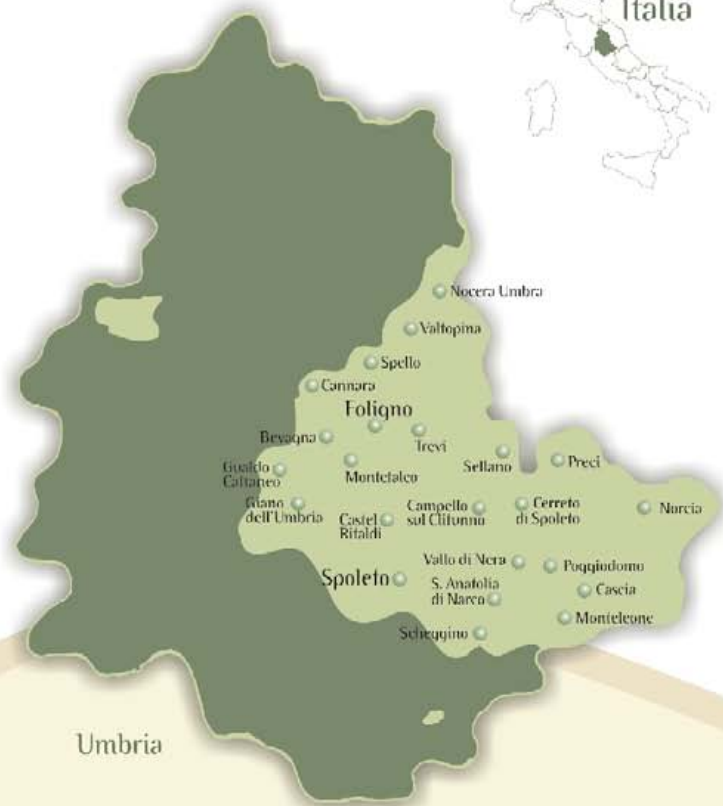 Italia
Nocera Umbra
Valtopina
Spello
Cannara
Foligno
Bevagna
Trevi
Gualdo
Cattaneo
Montefalco
Sellano
Preci
Giano
dell'Umbria
Castel
Ritaldi
Campello
sul Clitunno
Cerreto
di Spoleto
Norcia
Vallo di Nera
Poggiodomo
Spoleto
S. Anatolia
di Narco
Cascia
Monteleone
Scheggino
Umbria